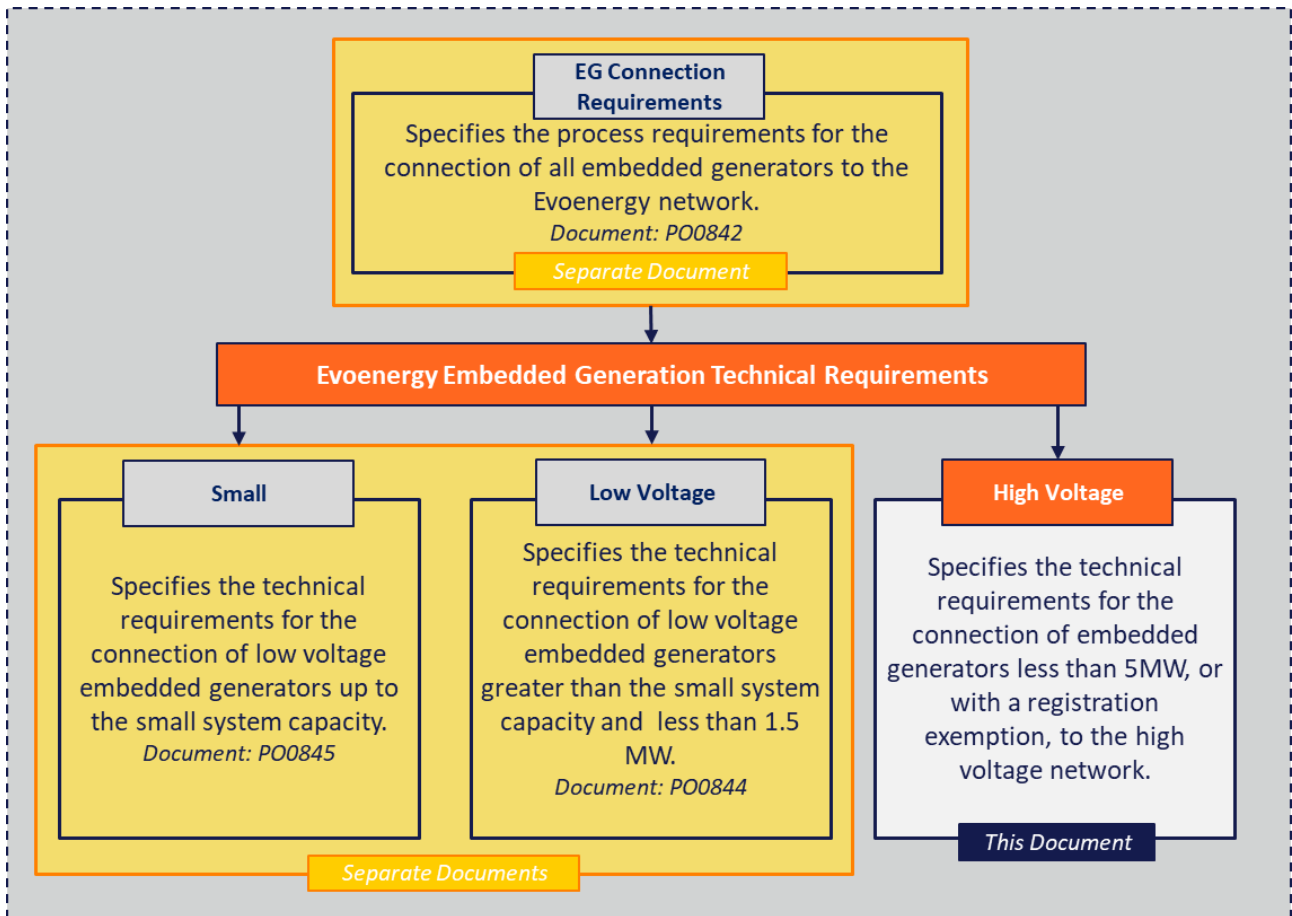 EG Connection
Requirements
Specifies the process requirements for the
connection of all embedded generators to the
Evoenergy network.
Document: PO0842
Separate Document
Evoenergy Embedded Generation Technical Requirements
Small
Specifies the technical
requirements for the
connection of low voltage
embedded generators up to
the small system capacity.
Document: PO0845
Low Voltage
Specifies the technical
requirements for the
connection of low voltage
embedded generators
greater than the small system
capacity and less than 1.5
MW.
Document: PO0844
Separate Documents
High Voltage
Specifies the technical
requirements for the
connection of embedded
generators less than 5MW, or
with a registration
exemption, to the high
voltage network.
This Document